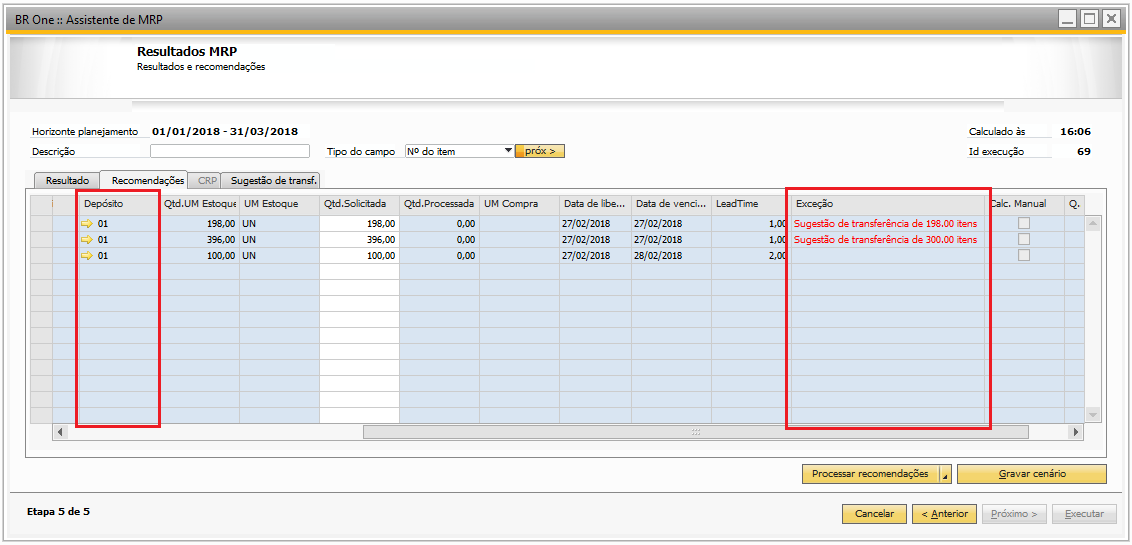 BR One :: Assistente de MRP
Resultados MRP
Resultados e recomendações
Horizonte planejamento 01/01/2018 - 31/03/2018 Calculado às 16:06
Descrição Tipo do campo Nº do item próx > Id execução 69
Resultado Recomendações CRP Sugestão de transf.
Depósito Qtd.UM Estoque UM Estoque Qtd.Solicitada Qtd.Processada UM Compra Data de libe... Data de venci... LeadTime Exceção Calc. Manual Q.
01 198,00 UN 198,00 0,00 27/02/2018 27/02/2018 1,00 Sugestão de transferência de 198.00 itens
01 396,00 UN 396,00 0,00 27/02/2018 27/02/2018 1,00 Sugestão de transferência de 300.00 itens
01 100,00 UN 100,00 0,00 27/02/2018 28/02/2018 2,00
Processar recomendações Gravar cenário
Etapa 5 de 5 Cancelar < Anterior Próximo > Executar